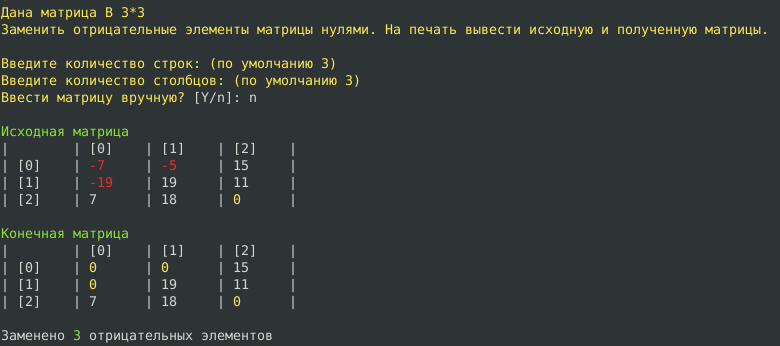 Дана матрица В 3*3
Заменить отрицательные элементы матрицы нулями. На печать вывести исходную и полученную матрицы.
Введите количество строк: (по умолчанию 3)
Введите количество столбцов: (по умолчанию 3)
Ввести матрицу вручную? [Y/n]: n
Исходная матрица
| | [0] | [1] | [2] |
| [0] | -7 | -5 | 15 |
| [1] | -19 | 19 | 11 |
| [2] | 7 | 18 | 0 |
Конечная матрица
| | [0] | [1] | [2] |
| [0] | 0 | 0 | 15 |
| [1] | 0 | 19 | 11 |
| [2] | 7 | 18 | 0 |
Заменено 3 отрицательных элементов